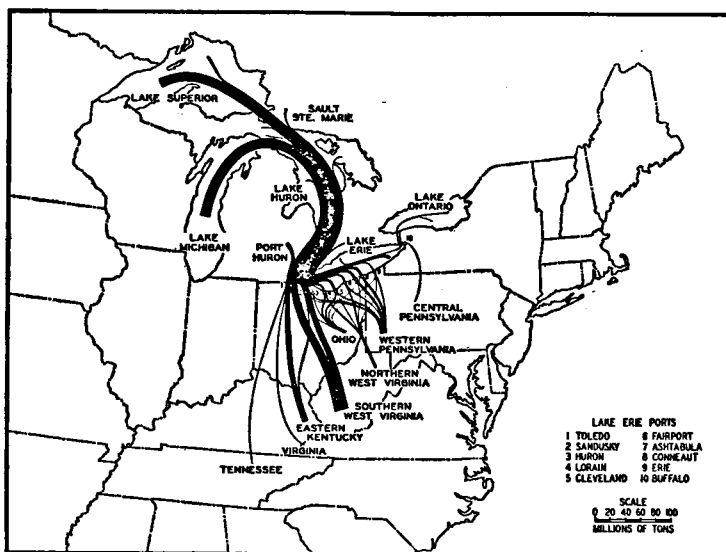 LAKE SUPERIOR
SAULT
STE. MARIE
LAKE
HURON
LAKE
MICHIGAN
PORT
HURON
LAKE
ERIE
LAKE
ONTARIO
CENTRAL
PENNSYLVANIA
OHIO
WESTERN
PENNSYLVANIA
NORTHERN
WEST VIRGINIA
SOUTHERN
WEST VIRGINIA
EASTERN
KENTUCKY
VIRGINIA
TENNESSEE
LAKE ERIE PORTS
1 TOLEDO 6 FAIRPORT
2 SANDUSKY 7 ASHTABULA
3 HURON 8 CONNEAUT
4 LORAIN 9 ERIE
5 CLEVELAND 10 BUFFALO
SCALE
0 20 40 60 80 100
MILLIONS OF TONS